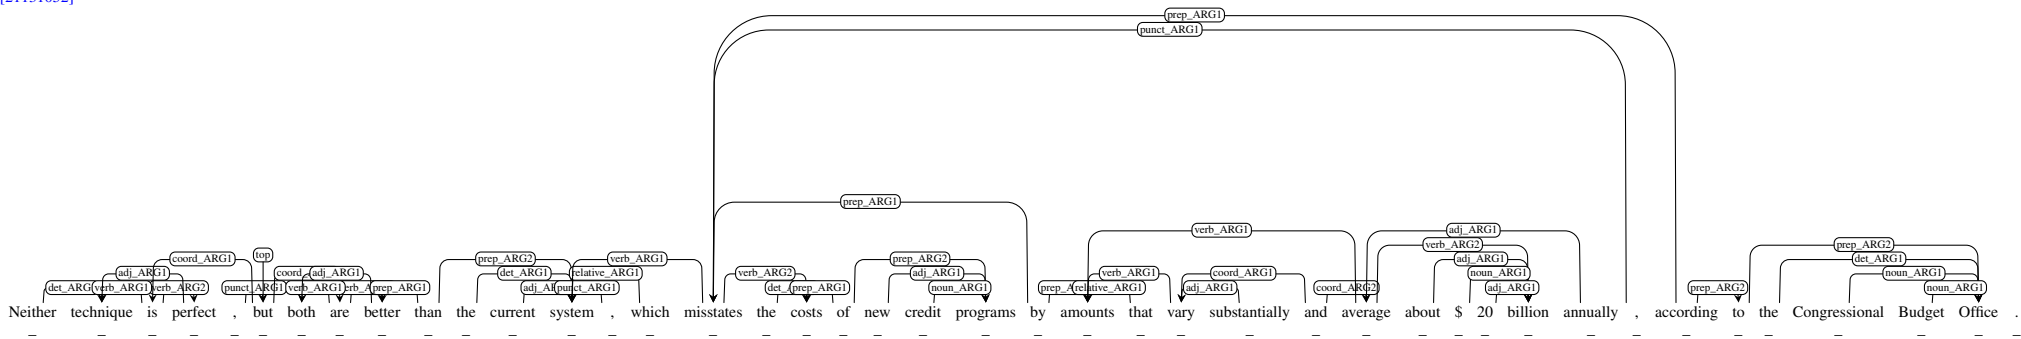 prep_ARG1
punct_ARG1
prep_ARG1
verb_ARG1 adj_ARG1
coord_ARG1 top verb_ARG2 prep_ARG2
prep_ARG2 verb_ARG1 prep_ARG2 adj_ARG1 det_ARG1
adj_ARG1 adj_ARG1 det_ARG1 relative_ARG1 verb_ARG2 adj_ARG1 verb_ARG1 coord_ARG1 noun_ARG1 noun_ARG1
verb_ARG1 punct_ARG1 verb_ARG1 prep_ARG1 punct_ARG1 prep_ARG1 noun_ARG1 relative_ARG1 adj_ARG1 coord_ARG2 adj_ARG1 prep_ARG2 noun_ARG1
Neither technique is perfect , but both are better than the current system , which misstates the costs of new credit programs by amounts that vary substantially and average about $ 20 billion annually , according to the Congressional Budget Office .